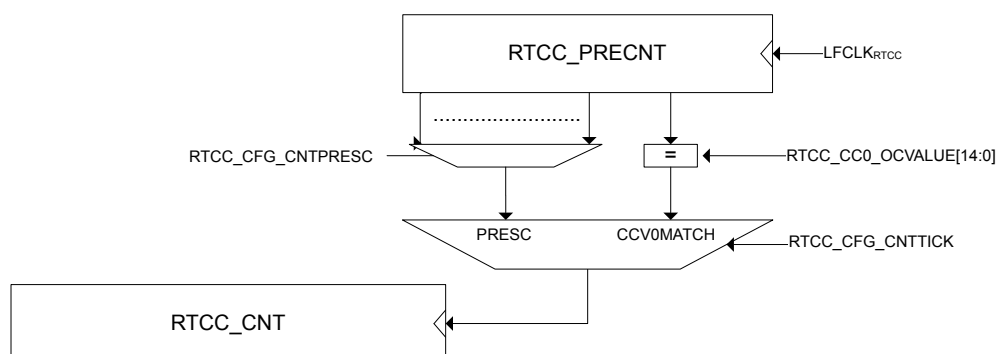 RTCC_PRECNT
LFCLKRTCC
RTCC_CFG_CNTPRESC
=
RTCC_CC0_OCVALUE[14:0]
PRESC
CCV0MATCH
RTCC_CFG_CNTTICK
RTCC_CNT